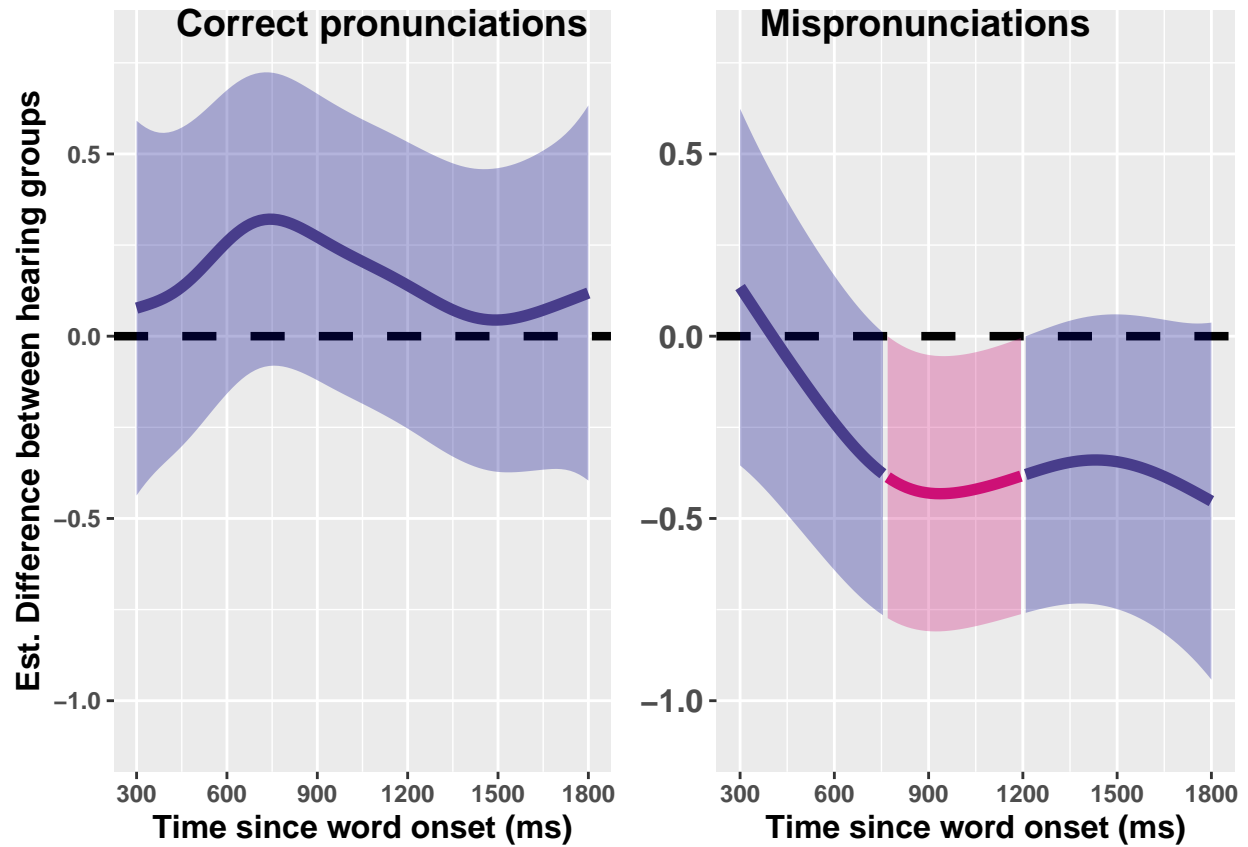 Correct pronunciations
Mispronunciations
Est. Difference between hearing groups
0.5
0.0
−0.5
−1.0
0.5
0.0
−0.5
−1.0
300 600 900 1200 1500 1800
300 600 900 1200 1500 1800
Time since word onset (ms)
Time since word onset (ms)